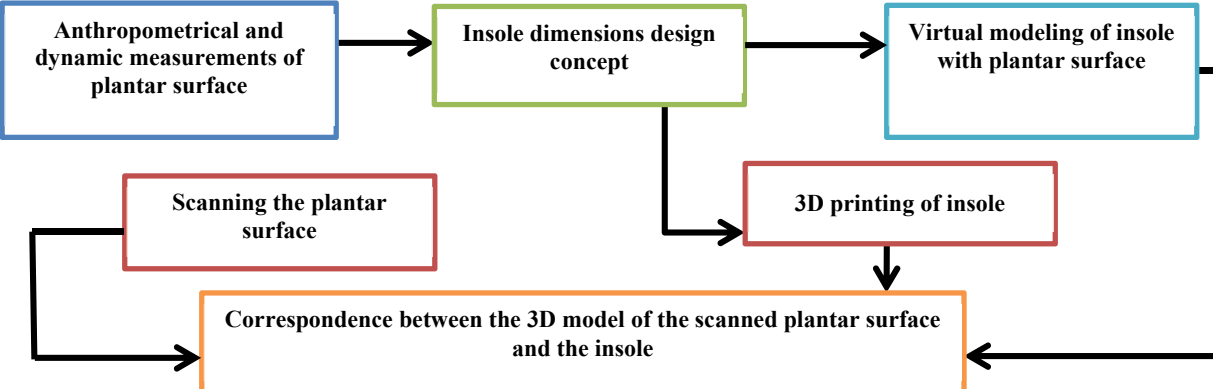 Anthropometrical and
dynamic measurements of
plantar surface
Insole dimensions design
concept
Virtual modeling of insole
with plantar surface
Scanning the plantar
surface
3D printing of insole
Correspondence between the 3D model of the scanned plantar surface
and the insole